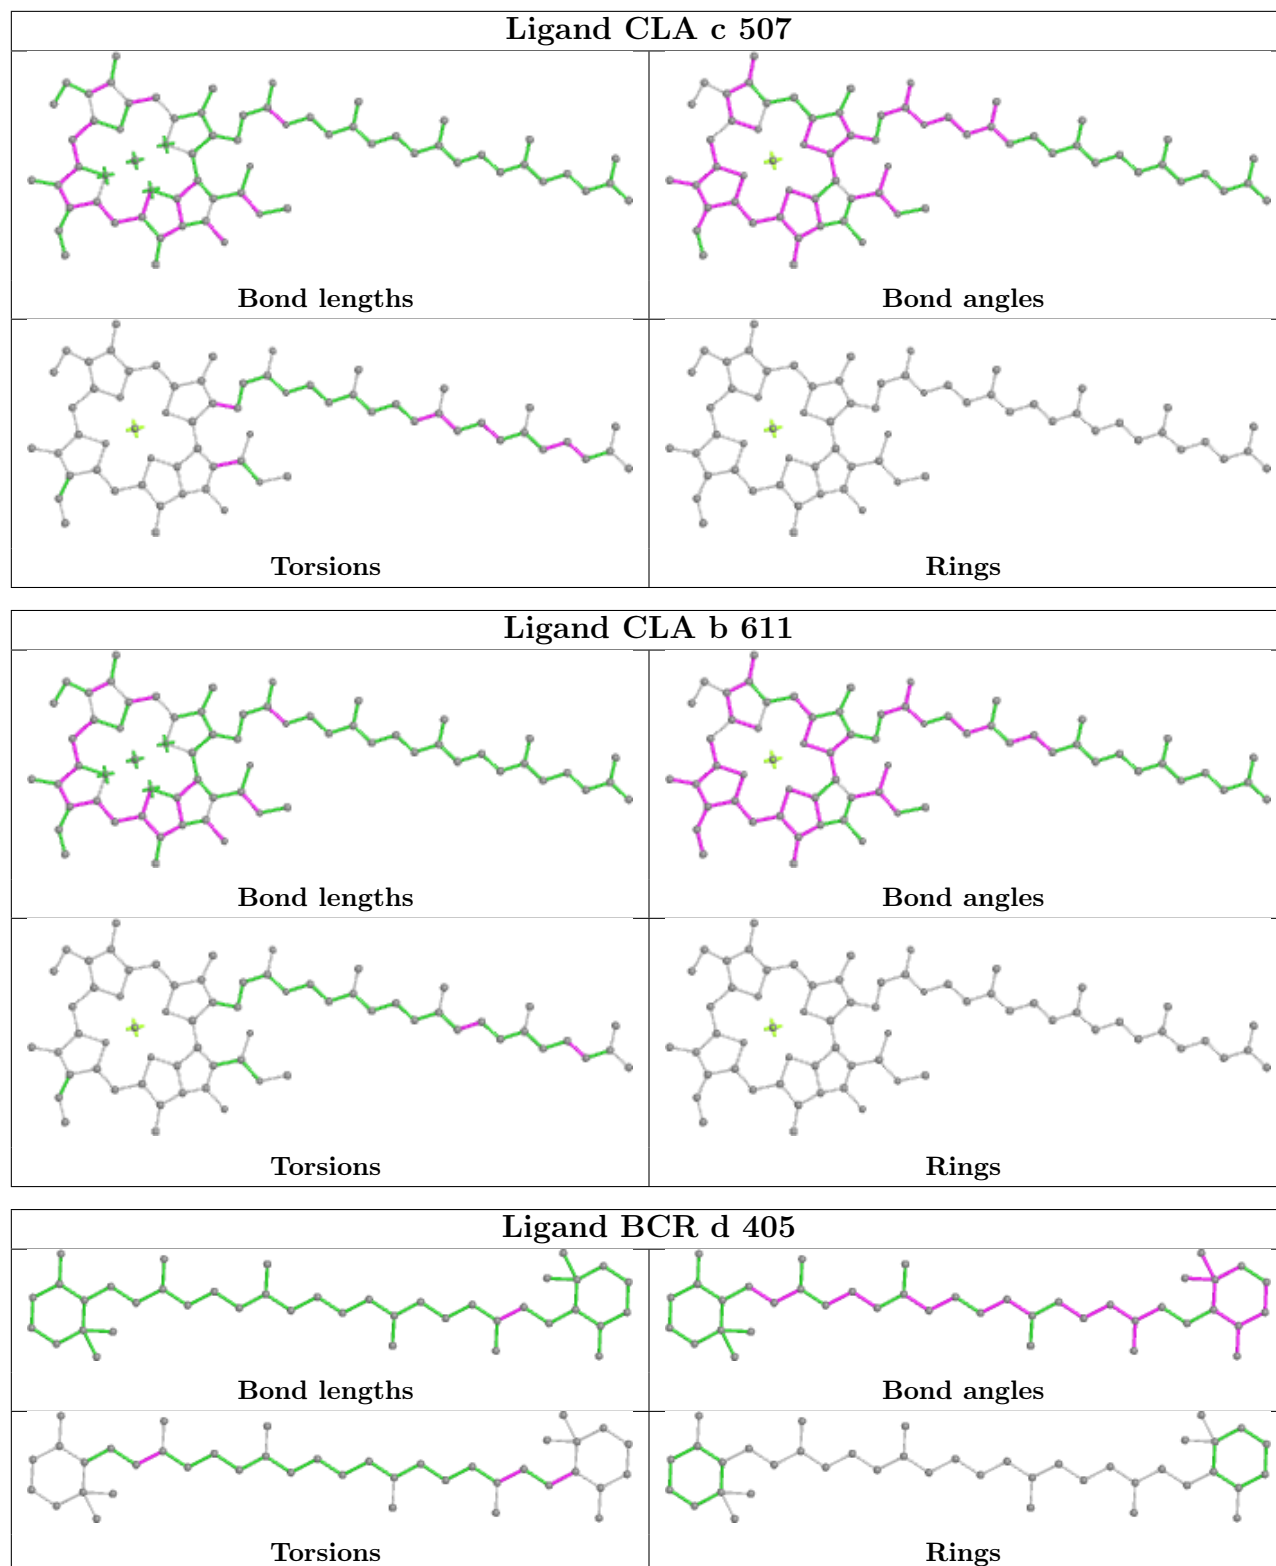 Ligand CLA c 507
Bond lengths
Bond angles
Torsions
Rings
Ligand CLA b 611
Bond lengths
Bond angles
Torsions
Rings
Ligand BCR d 405
Bond lengths
Bond angles
Torsions
Rings